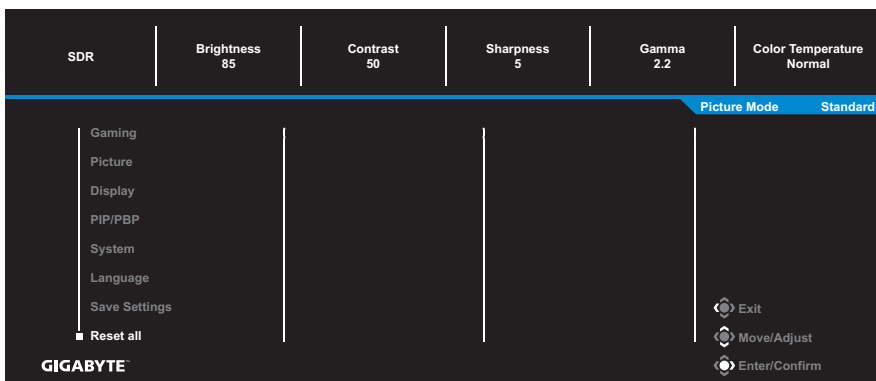 SDR
Brightness
85
Contrast
50
Sharpness
5
Gamma
2.2
Color Temperature
Normal
Picture Mode Standard
Gaming
Picture
Display
PIP/PBP
System
Language
Save Settings
Reset all
Exit
Move/Adjust
Enter/Confirm
GIGABYTE™